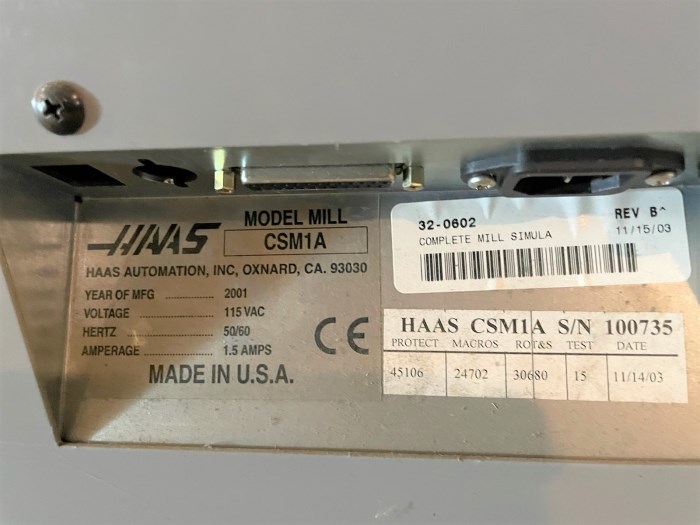 HAAS
MODEL MILL
CSM1A
HAAS AUTOMATION, INC, OXNARD, CA. 93030
YEAR OF MFG ............... 2001
VOLTAGE ............... 115 VAC
HERTZ ............... 50/60
AMPERAGE ............... 1.5 AMPS
CE
MADE IN U.S.A.
32-0602 REV B^
COMPLETE MILL SIMULA 11/15/03
HAAS CSM1A S/N 100735
PROTECT MACROS ROT&S TEST DATE
45106 24702 30680 15 11/14/03